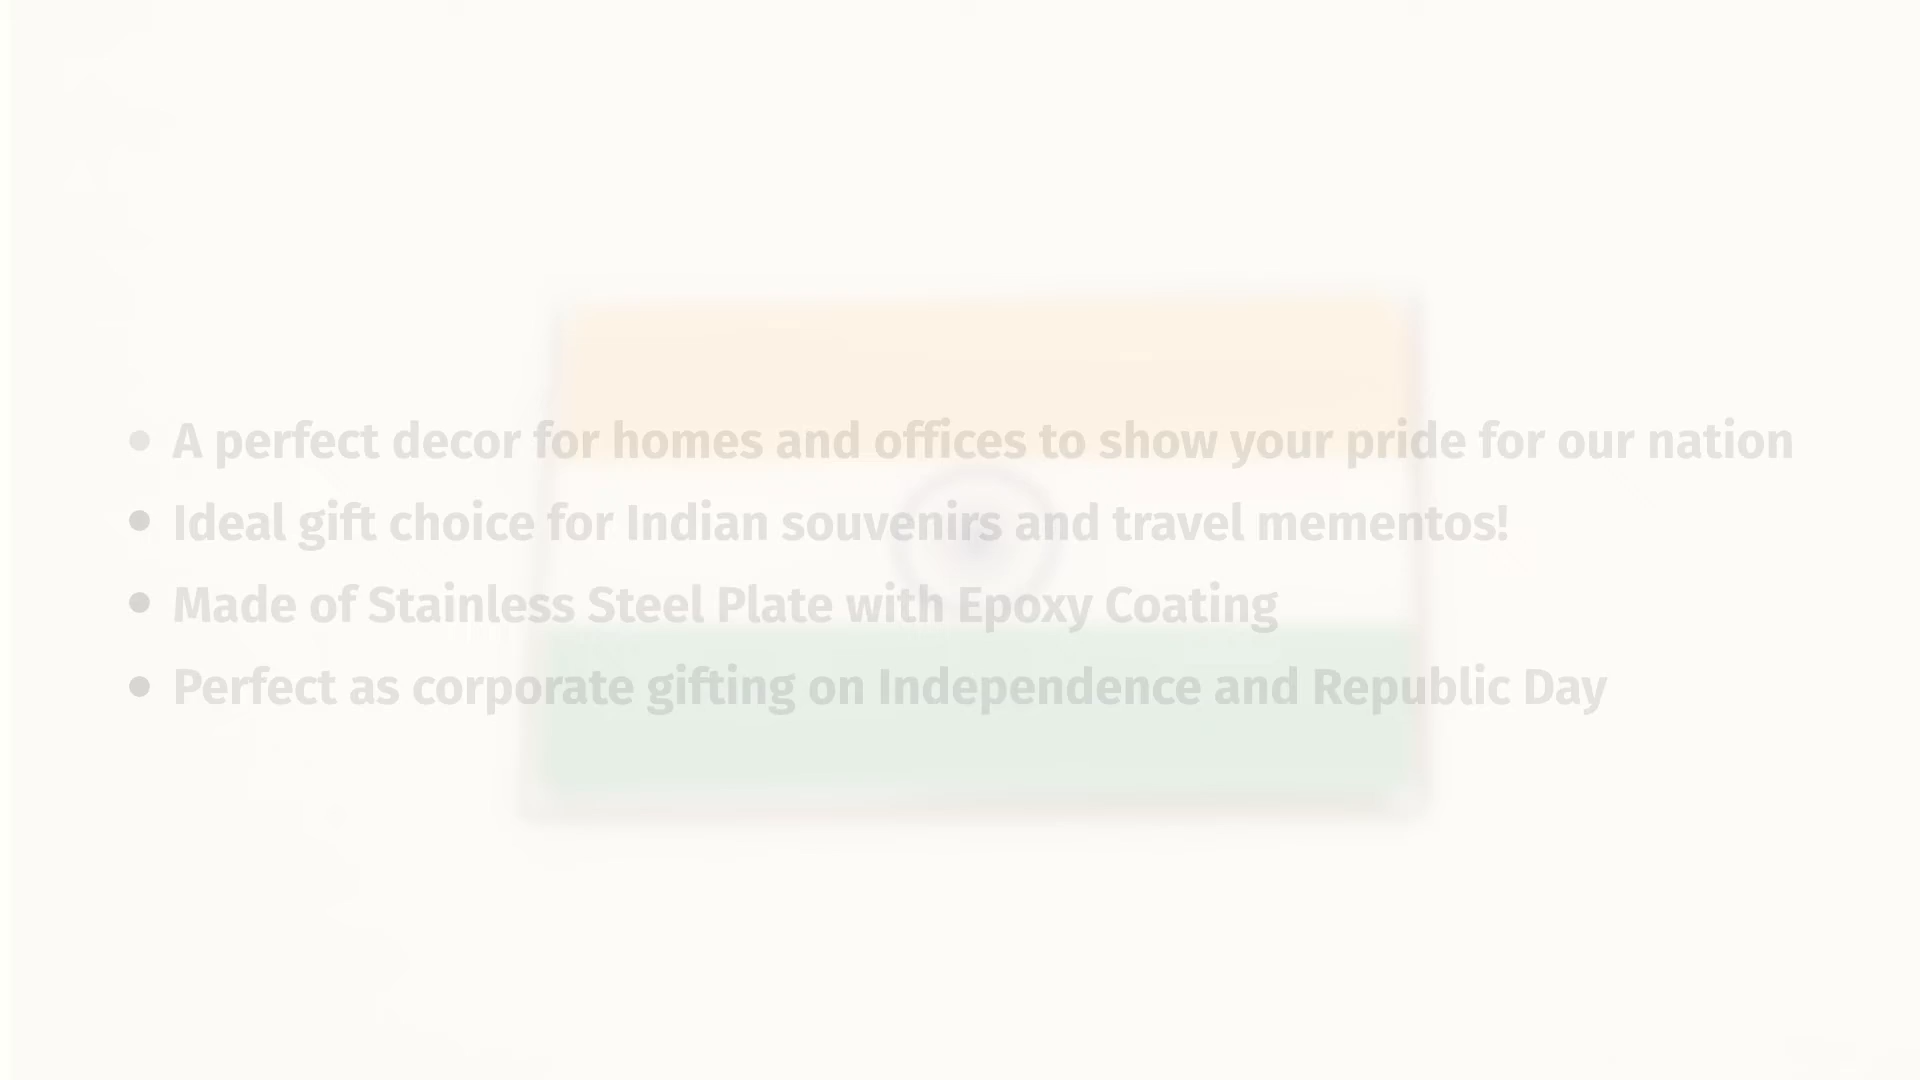 • A perfect decor for homes and offices to show your pride for our nation
• Ideal gift choice for Indian souvenirs and travel mementos!
• Made of Stainless Steel Plate with Epoxy Coating
• Perfect as corporate gifting on Independence and Republic Day